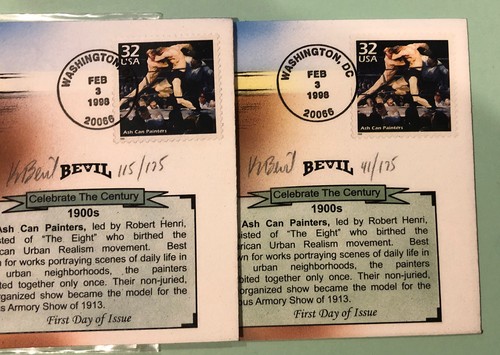 32
USA
WASHINGTON,
FEB
3
1998
20066
Ash Can Painters
BEVIL 115/175
Celebrate The Century
1900s
Ash Can Painters, led by Robert Henri,
isted of "The Eight" who birthed the
rican Urban Realism movement. Best
wn for works portraying scenes of daily life in
urban neighborhoods, the painters
bited together only once. Their non-juried,
organized show became the model for the
s Armory Show of 1913.
First Day of Issue
32
USA
WASHINGTON, DC
FEB
3
1998
20066
Ash Can Painters
BEVIL 41/175
Celebrate The Century
1900s
Ash Can Painters, led by Robert Henri,
sted of "The Eight" who birthed the
ican Urban Realism movement. Best
n for works portraying scenes of daily life in
urban neighborhoods, the painters
bited together only once. Their non-juried,
organized show became the model for the
us Armory Show of 1913.
First Day of Issue